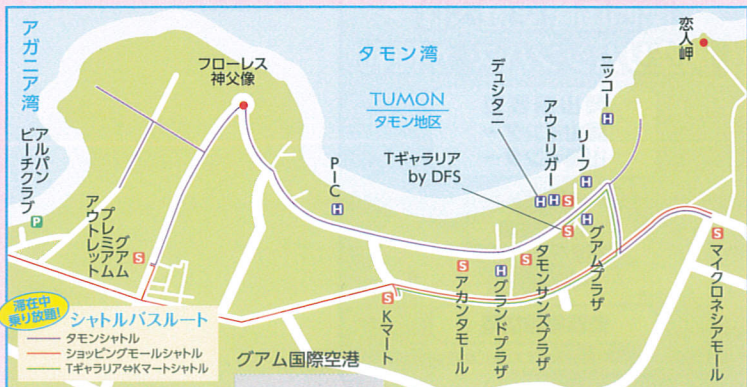 アガニア湾
アルパン
ビーチクラブ
P
フローレス
神父像
タモン湾
TUMON
タモン地区
恋人岬
ニッコー
H
デュシタニ
アウトリガー
リーフ
H
H
H
S
Tギャラリア
by DFS
S
PIC
H
グアム
プレミアム
アウトレット
S
H
グアムプラザ
S
タモンサンズプラザ
H
グランドプラザ
S
アカンタモール
S
Kマート
S
マイクロネシアモール
滞在中
乗り放題!
シャトルバスルート
タモンシャトル
ショッピングモールシャトル
Tギャラリア⇔Kマートシャトル
グアム国際空港